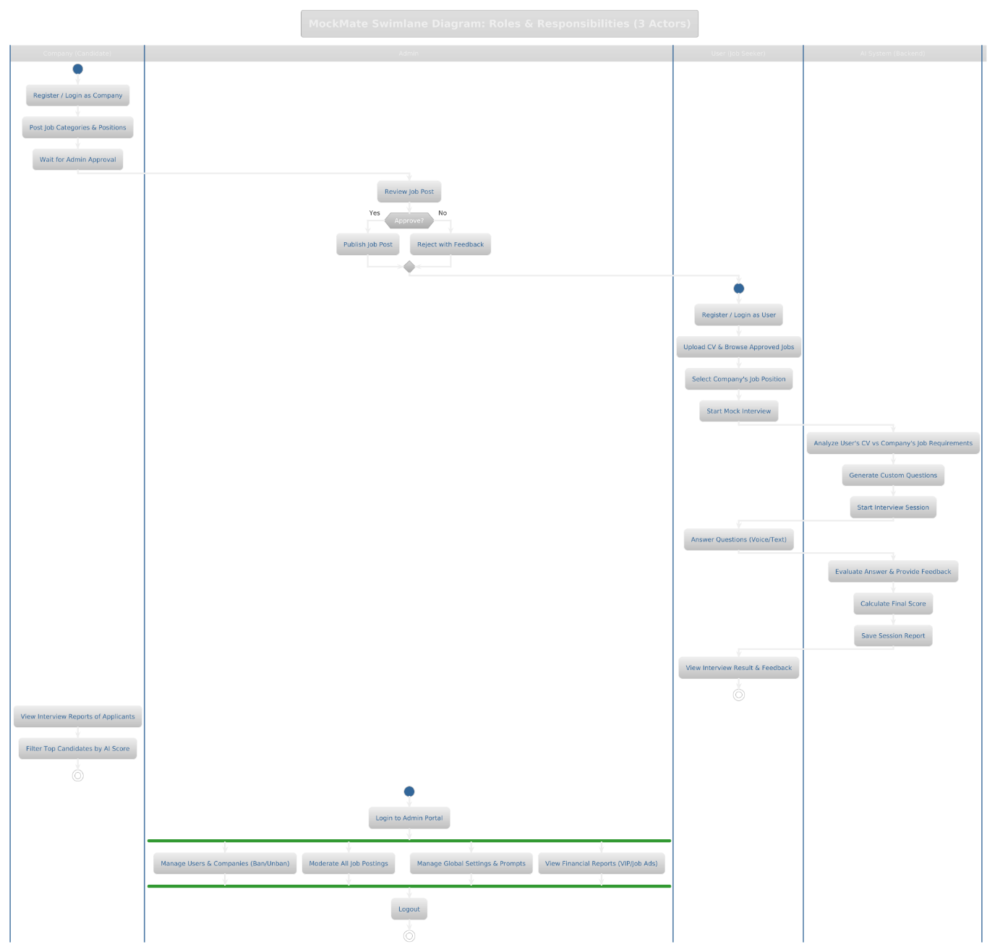 MockMate Swimlane Diagram: Roles & Responsibilities (3 Actors)
Company (Candidate)
Admin
User (Job Seeker)
AI System (Backend)
Register / Login as Company
Post Job Categories & Positions
Wait for Admin Approval
Review Job Post
Yes
Approve?
No
Publish Job Post
Reject with Feedback
Register / Login as User
Upload CV & Browse Approved Jobs
Select Company's Job Position
Start Mock Interview
Analyze User's CV vs Company's Job Requirements
Generate Custom Questions
Start Interview Session
Answer Questions (Voice/Text)
Evaluate Answer & Provide Feedback
Calculate Final Score
Save Session Report
View Interview Result & Feedback
View Interview Reports of Applicants
Filter Top Candidates by AI Score
Login to Admin Portal
Manage Users & Companies (Ban/Unban)
Moderate All Job Postings
Manage Global Settings & Prompts
View Financial Reports (VIP/Job Ads)
Logout